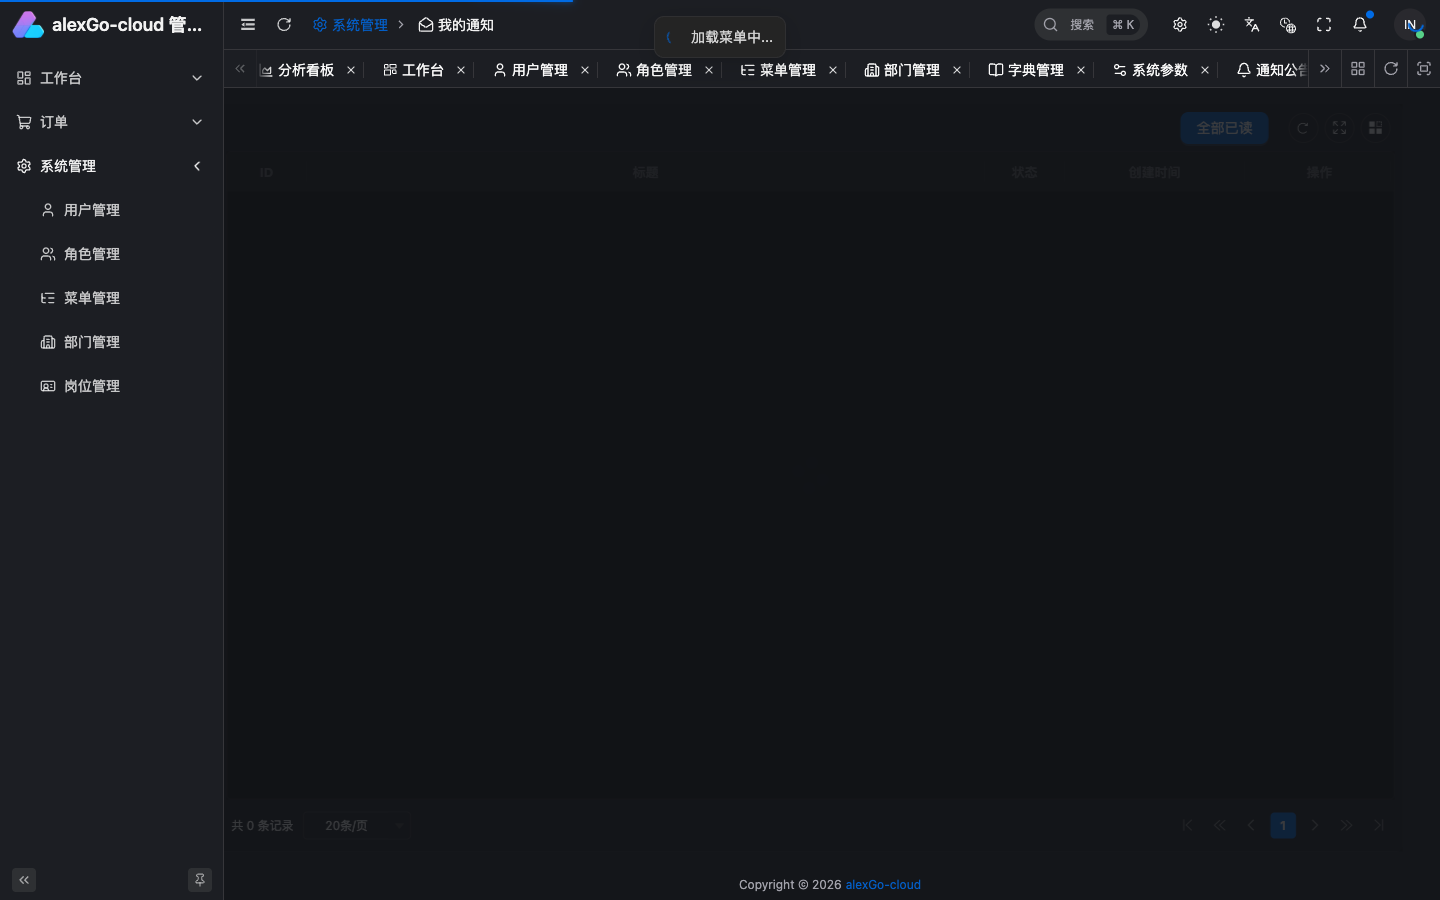 alexGo-cloud 管...
系统管理
我的通知
加载菜单中...
搜索
⌘ K
IN
分析看板
工作台
用户管理
角色管理
菜单管理
部门管理
字典管理
系统参数
通知公告
工作台
订单
系统管理
用户管理
角色管理
菜单管理
部门管理
岗位管理
全部已读
ID
标题
状态
创建时间
操作
共 0 条记录
20条/页
1
Copyright © 2026 alexGo-cloud